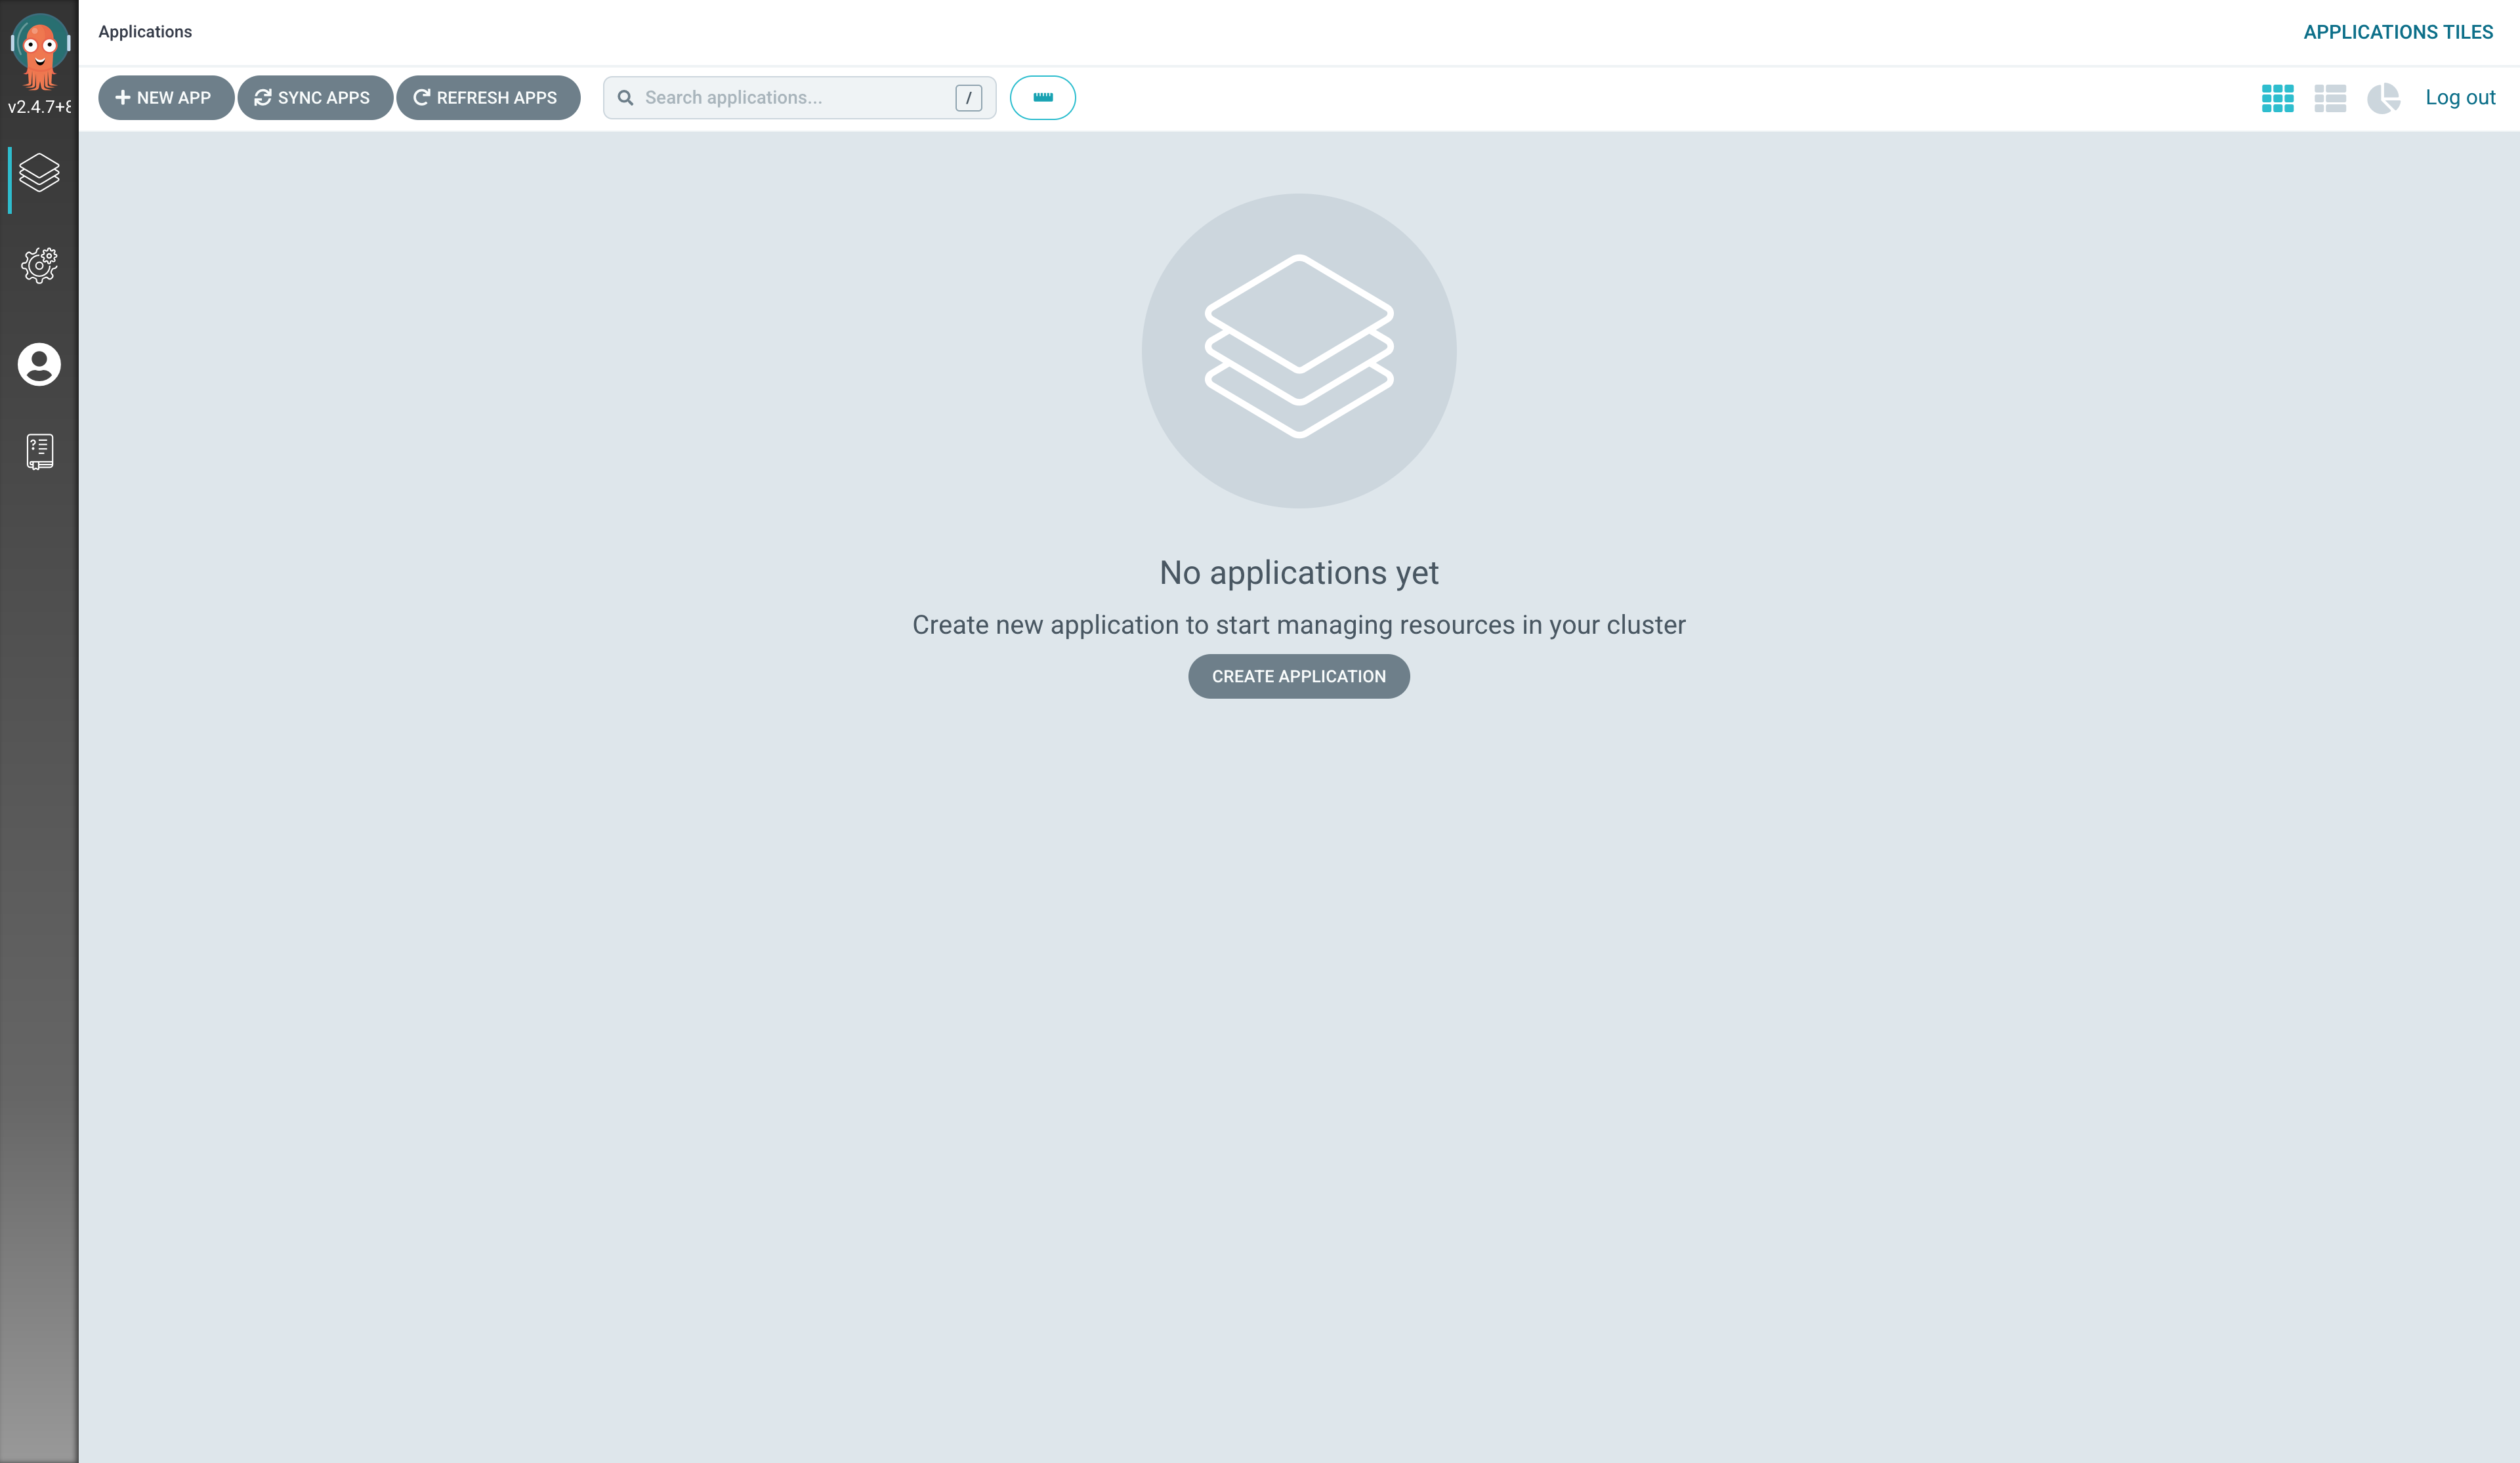 Applications
APPLICATIONS TILES
v2.4.7+
NEW APP
SYNC APPS
REFRESH APPS
Search applications...
/
Log out
No applications yet
Create new application to start managing resources in your cluster
CREATE APPLICATION